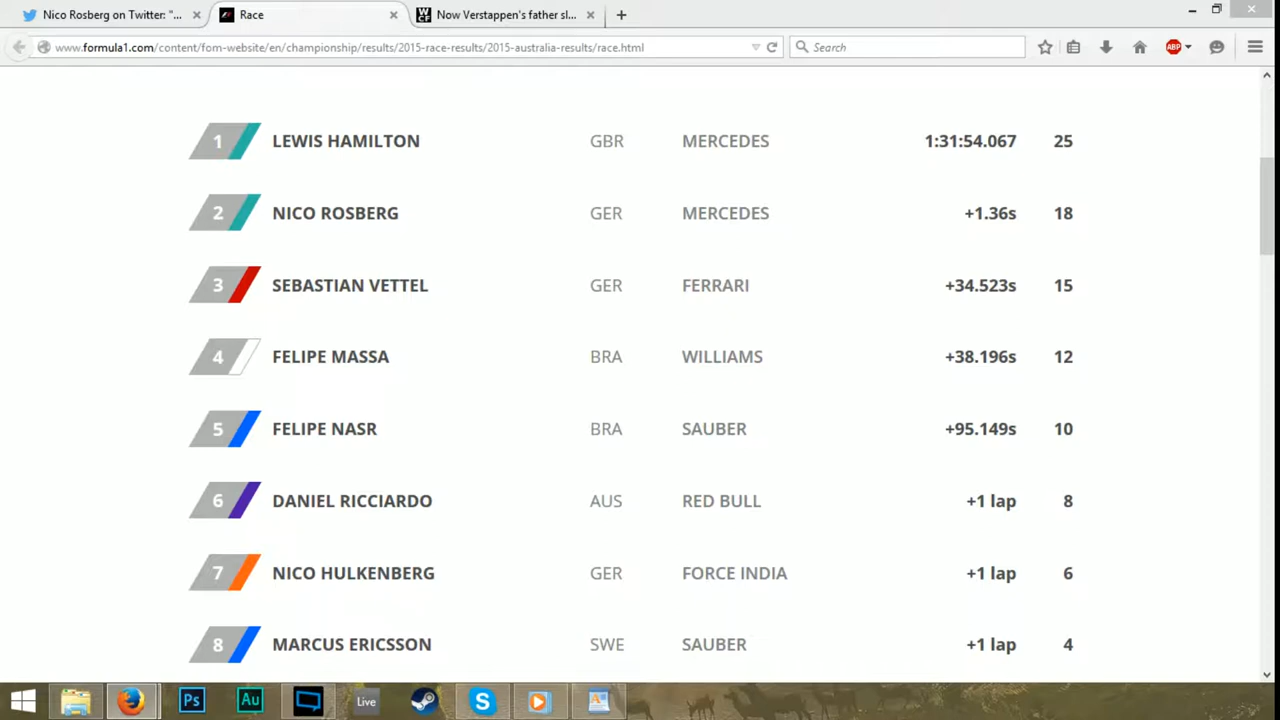 Nico Rosberg on Twitter: "... × Race × WCF Now Verstappen's father sl... × +
www.formula1.com/content/fom-website/en/championship/results/2015-race-results/2015-australia-results/race.html Search ABP
1 LEWIS HAMILTON GBR MERCEDES 1:31:54.067 25
2 NICO ROSBERG GER MERCEDES +1.36s 18
3 SEBASTIAN VETTEL GER FERRARI +34.523s 15
4 FELIPE MASSA BRA WILLIAMS +38.196s 12
5 FELIPE NASR BRA SAUBER +95.149s 10
6 DANIEL RICCIARDO AUS RED BULL +1 lap 8
7 NICO HULKENBERG GER FORCE INDIA +1 lap 6
8 MARCUS ERICSSON SWE SAUBER +1 lap 4
Ps Au Live S